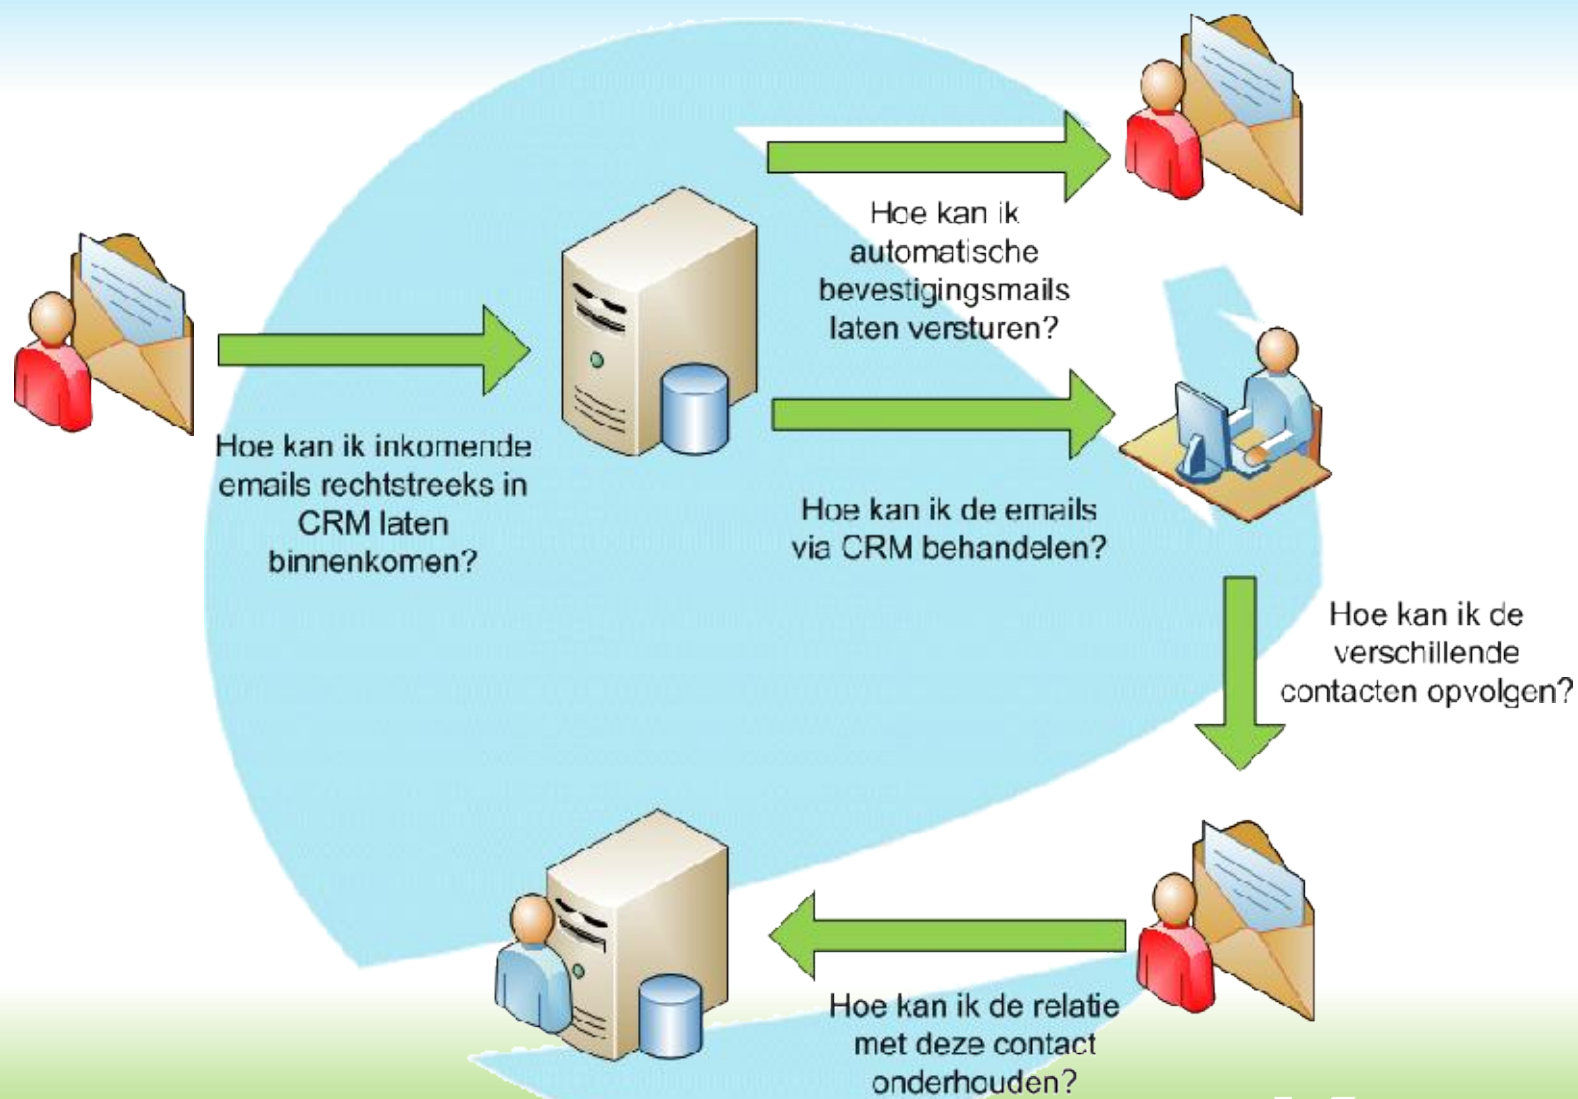 Hoe kan ik
automatische
bevestigingsmails
laten versturen?
Hoe kan ik inkomende
emails rechtstreeks in
CRM laten
binnenkomen?
Hoe kan ik de emails
via CRM behandelen?
Hoe kan ik de
verschillende
contacten opvolgen?
Hoe kan ik de relatie
met deze contact
onderhouden?